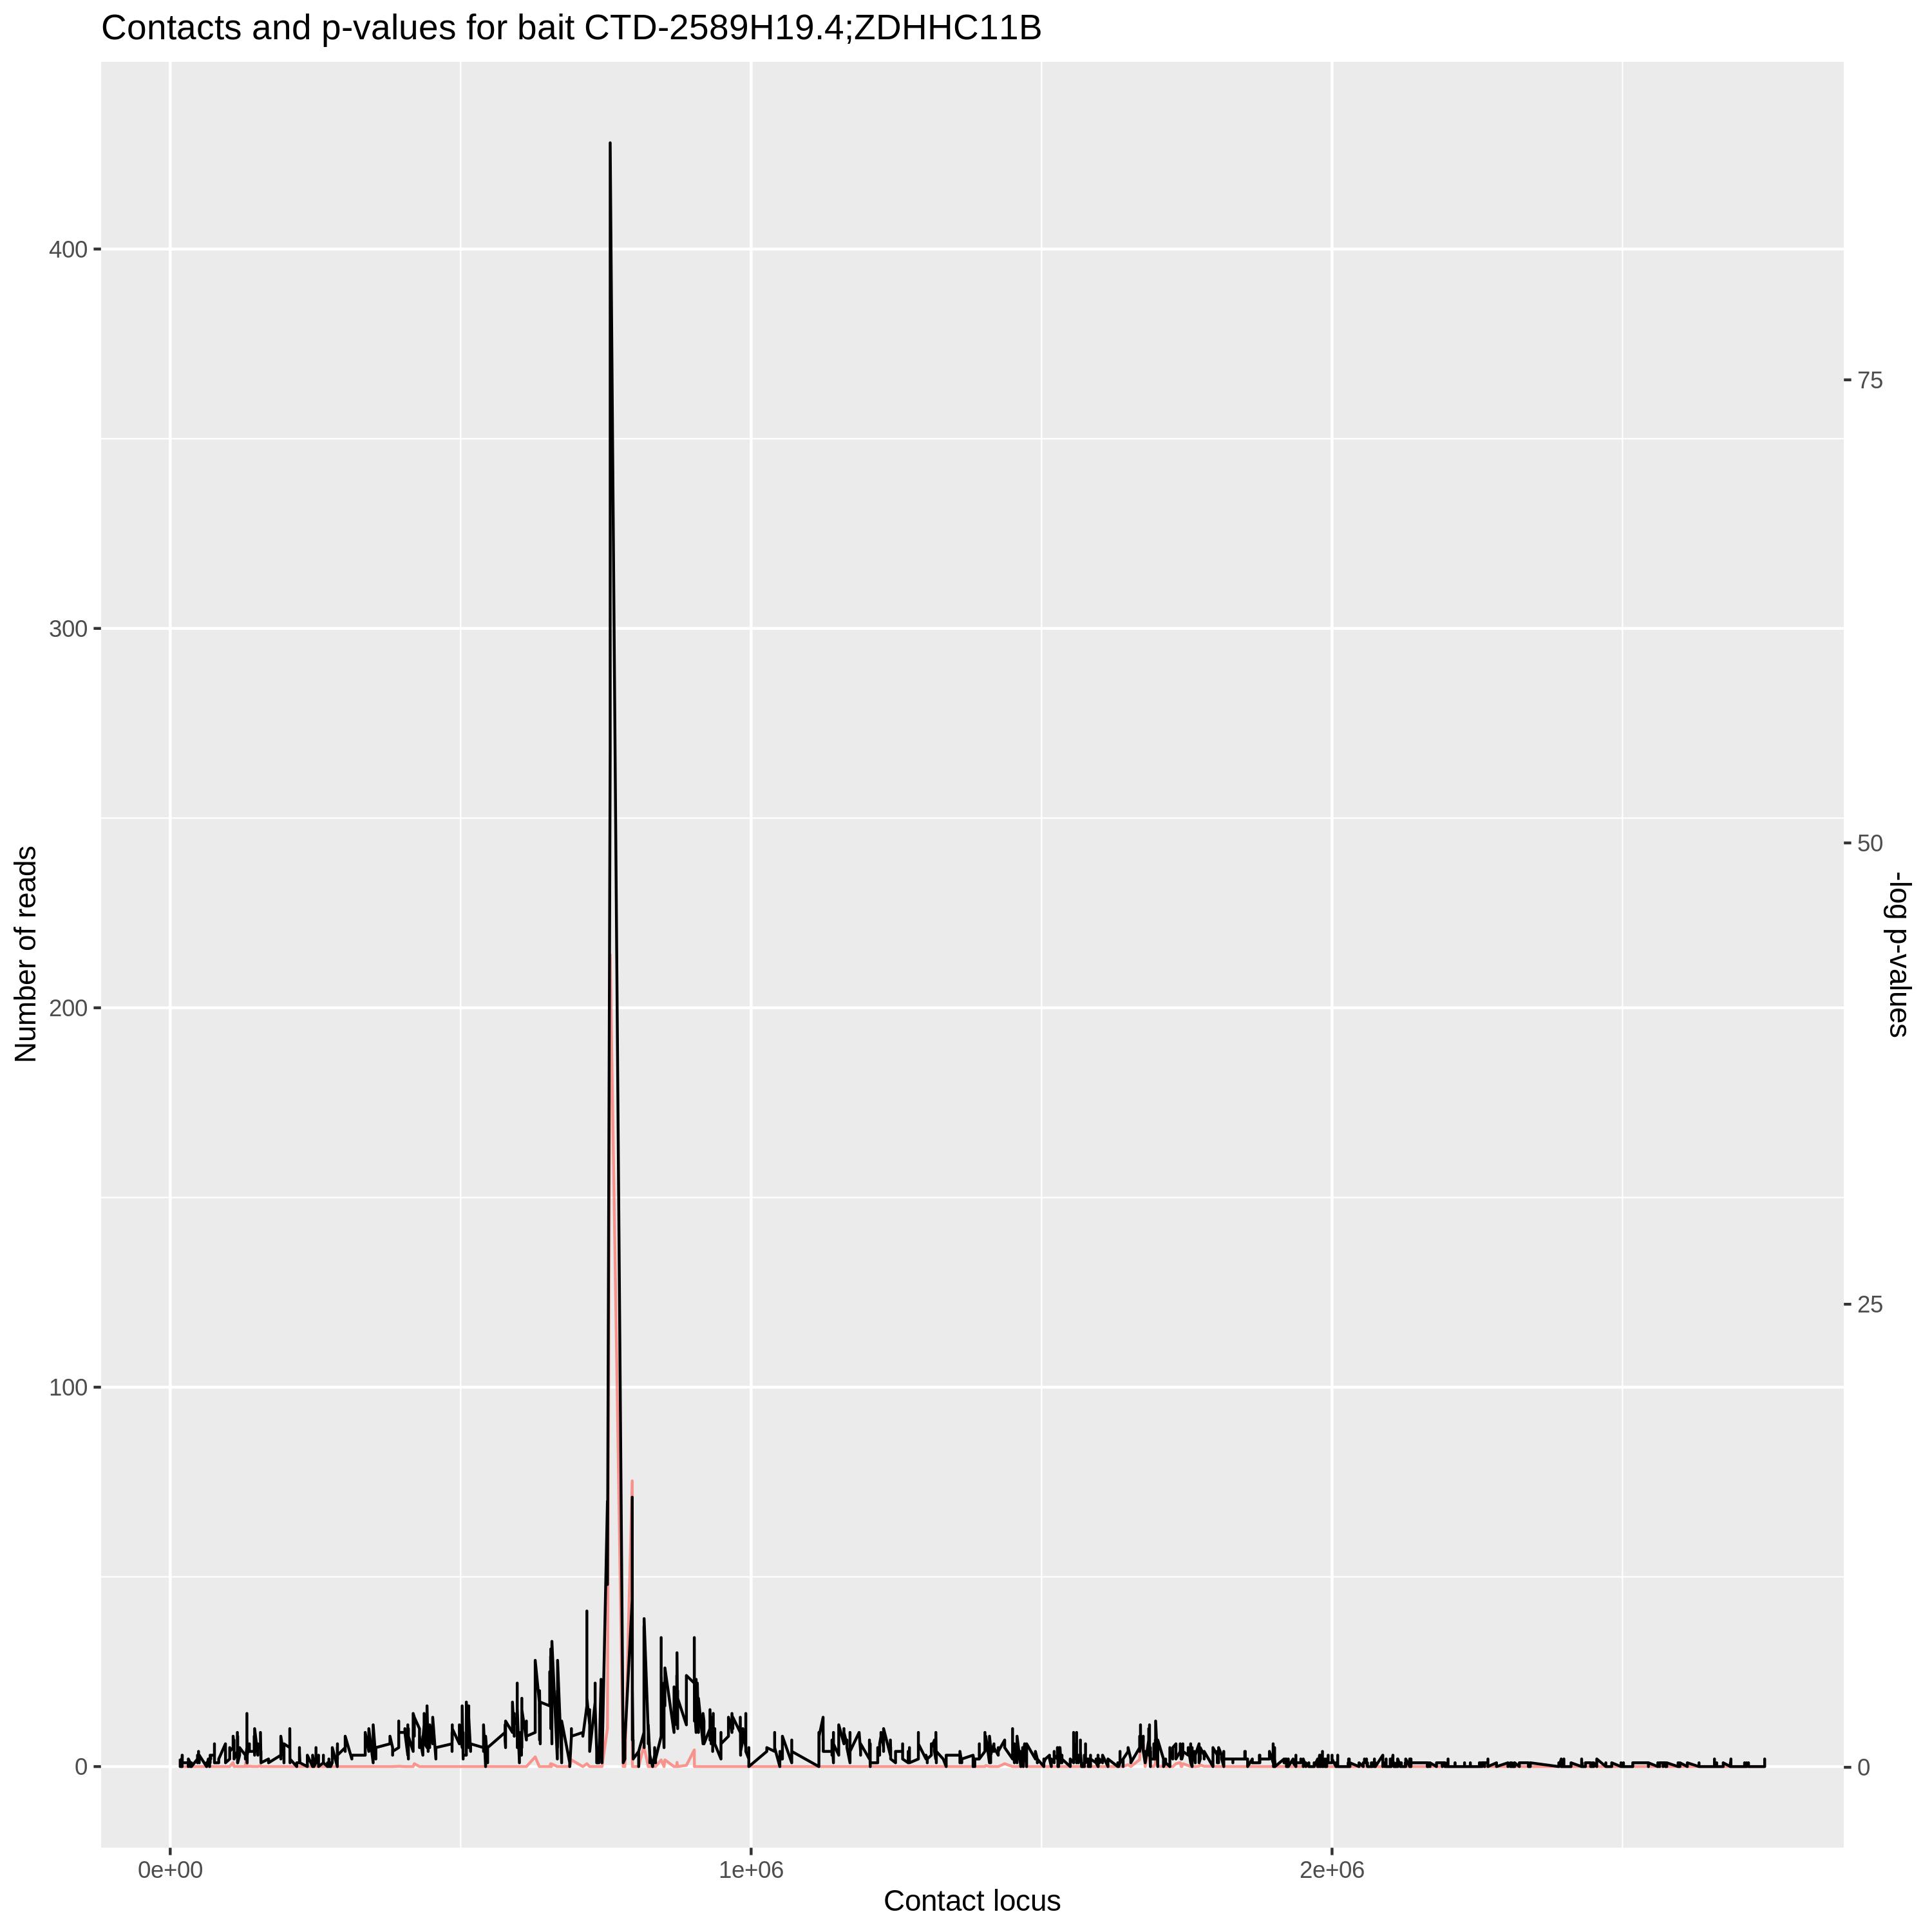 Contacts and p-values for bait CTD-2589H19.4;ZDHHC11B
Number of reads
400
300
200
100
0
75
50
25
0
-log p-values
0e+00
1e+06
2e+06
Contact locus